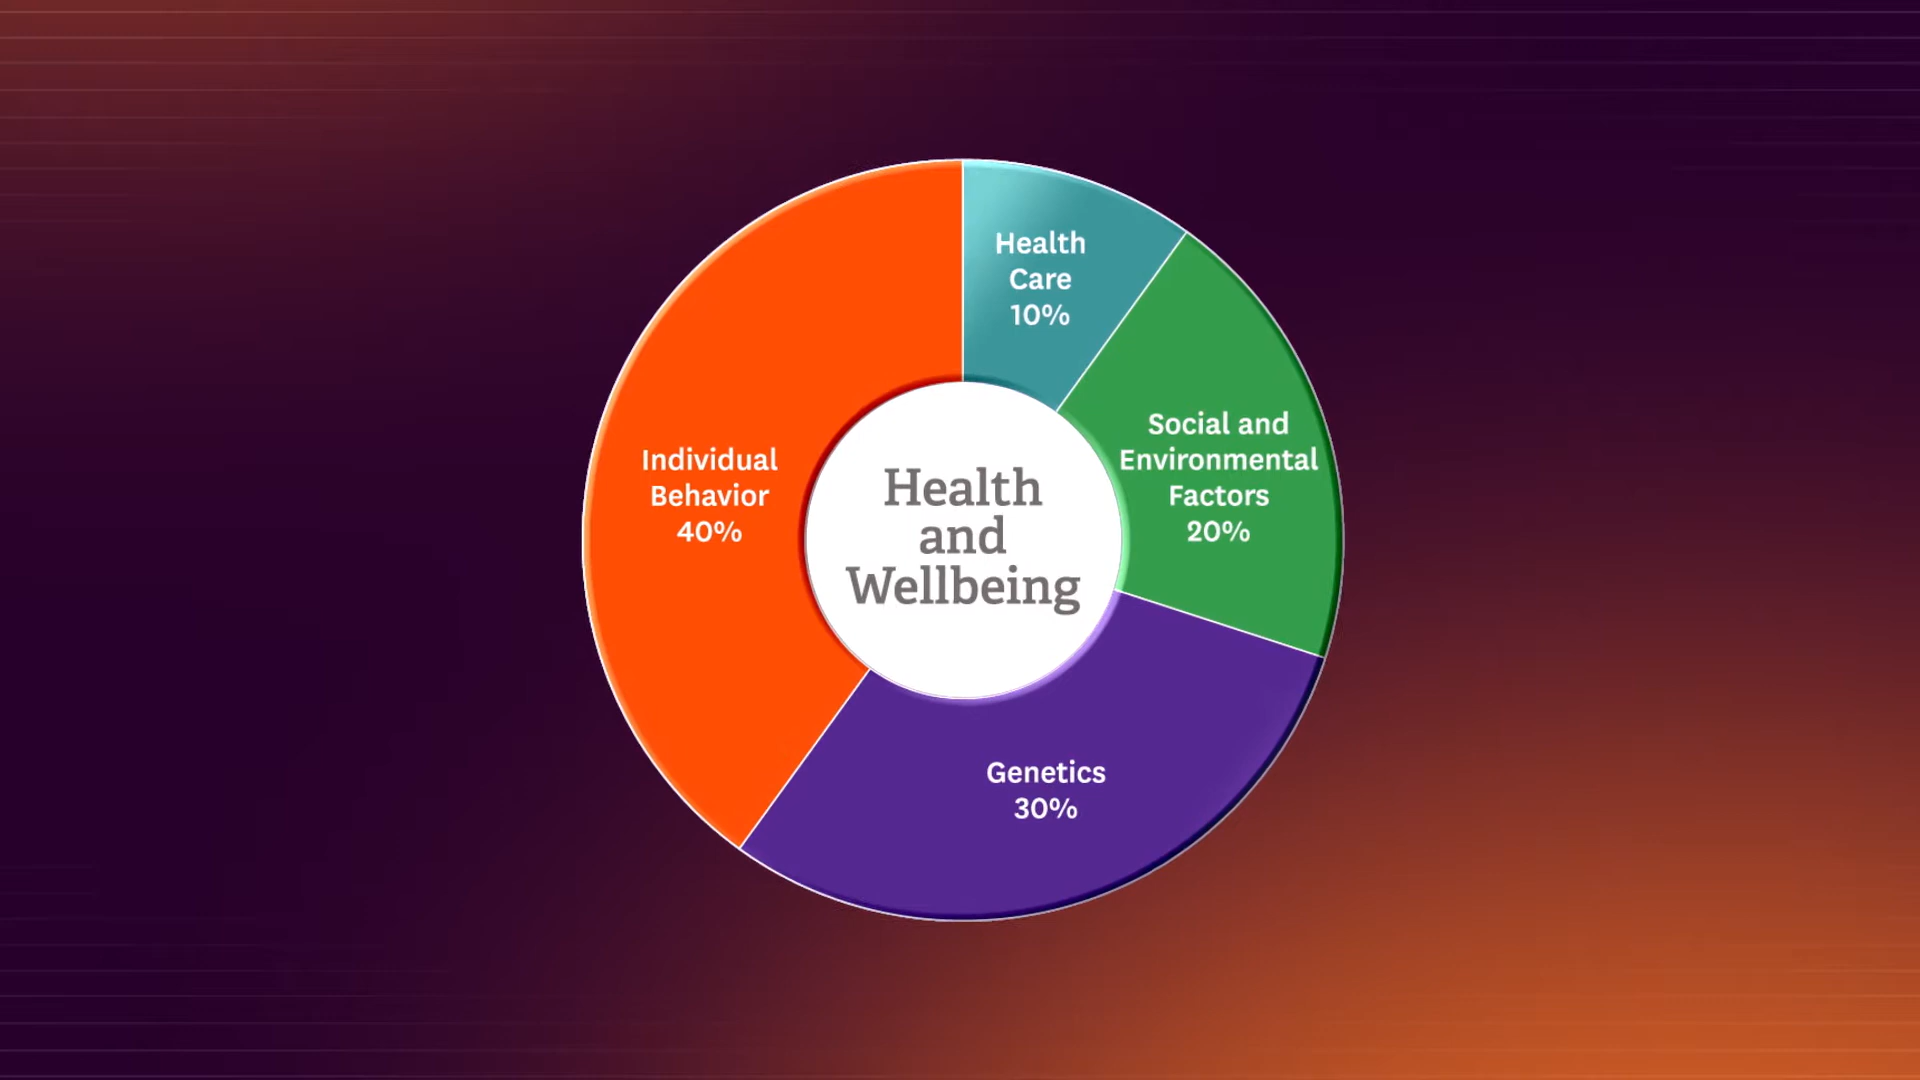 Health
Care
10%
Social and
Environmental
Factors
20%
Individual
Behavior
40%
Health
and
Wellbeing
Genetics
30%